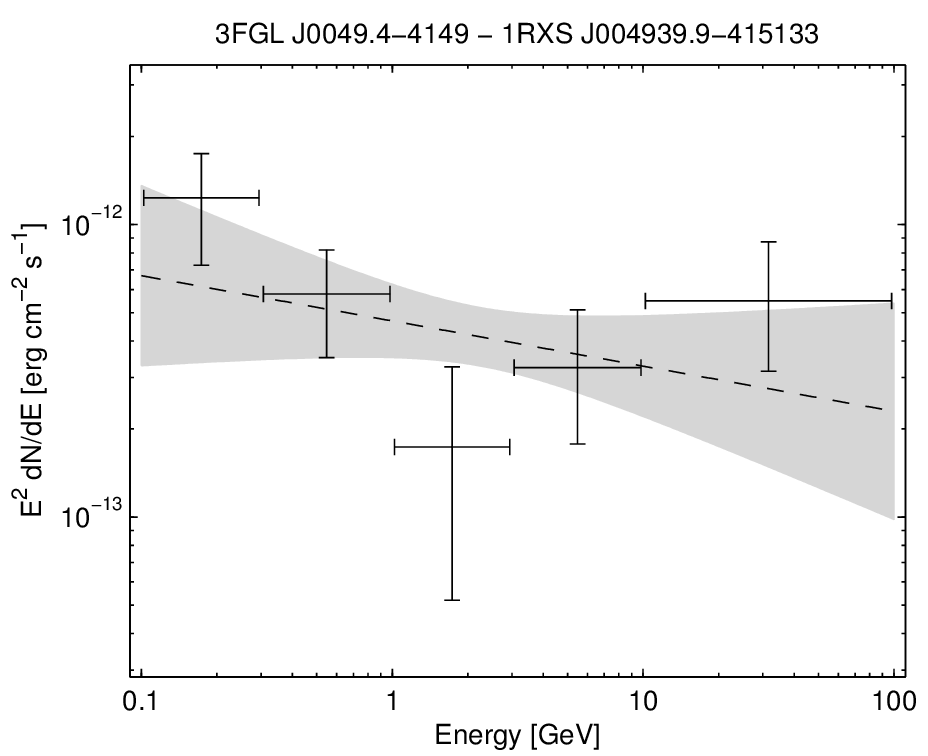 3FGL J0049.4−4149 − 1RXS J004939.9−415133
E² dN/dE [erg cm⁻² s⁻¹]
10⁻¹²
10⁻¹³
0.1 1 10 100
Energy [GeV]